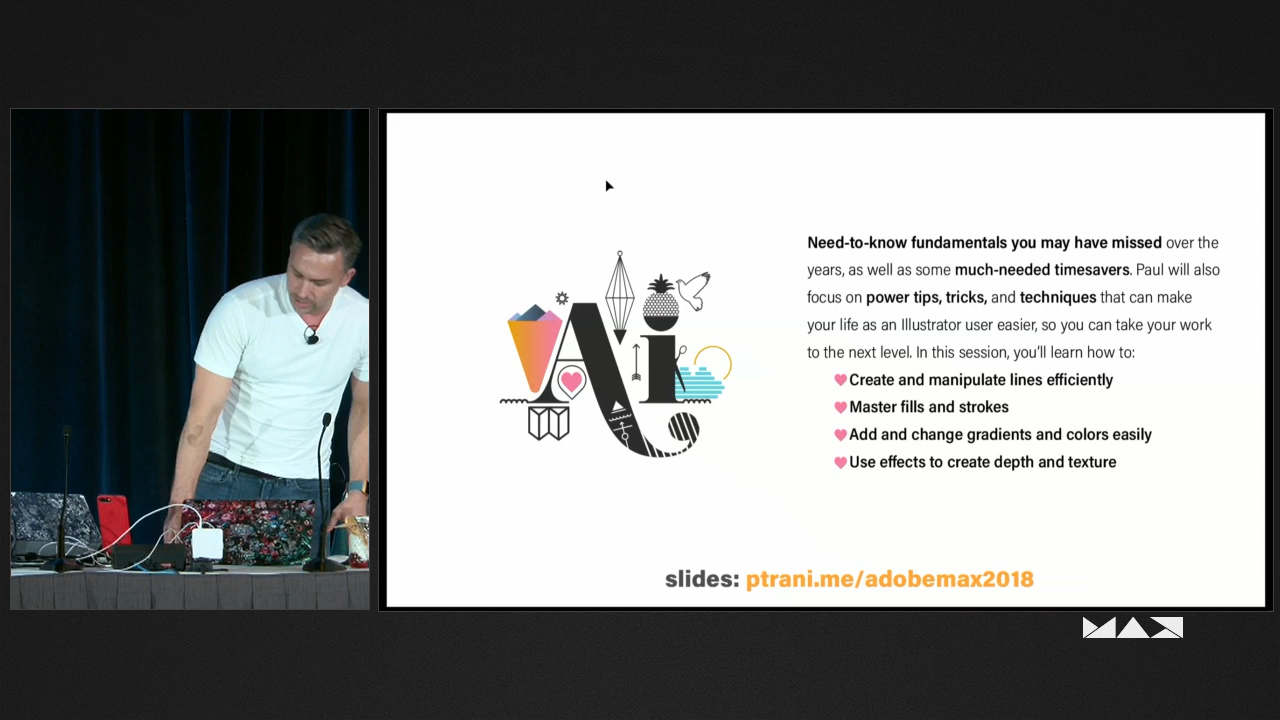 Ai
Need-to-know fundamentals you may have missed over the
years, as well as some much-needed timesavers. Paul will also
focus on power tips, tricks, and techniques that can make
your life as an Illustrator user easier, so you can take your work
to the next level. In this session, you'll learn how to:
Create and manipulate lines efficiently
Master fills and strokes
Add and change gradients and colors easily
Use effects to create depth and texture
slides: ptrani.me/adobemax2018
MAX